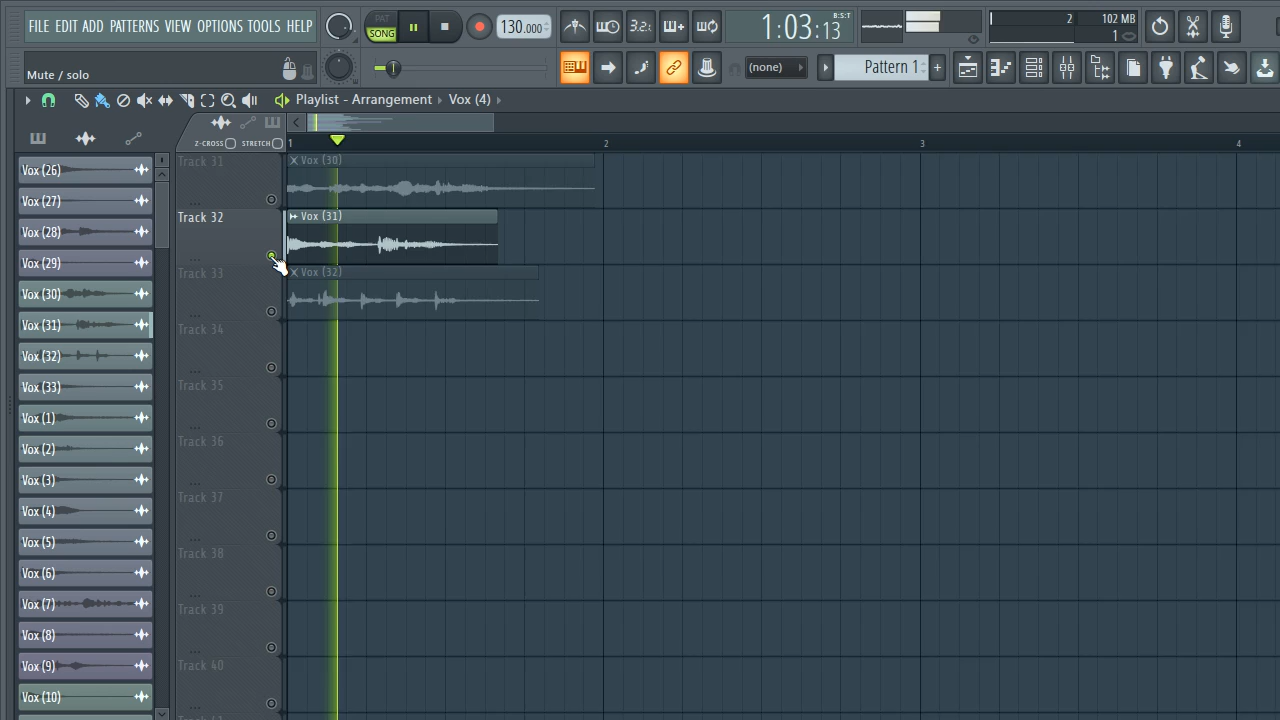 FILE EDIT ADD PATTERNS VIEW OPTIONS TOOLS HELP
PAT
SONG
130.000
3.2.:
1:03:13
B:S:T
2
102 MB
1
Mute / solo
(none)
Pattern 1
+
Playlist - Arrangement › Vox (4) ›
Z-CROSS STRETCH
1
2
3
4
Vox (26)
Vox (27)
Vox (28)
Vox (29)
Vox (30)
Vox (31)
Vox (32)
Vox (33)
Vox (1)
Vox (2)
Vox (3)
Vox (4)
Vox (5)
Vox (6)
Vox (7)
Vox (8)
Vox (9)
Vox (10)
Track 31
Vox (30)
Track 32
Vox (31)
Track 33
Vox (32)
Track 34
Track 35
Track 36
Track 37
Track 38
Track 39
Track 40